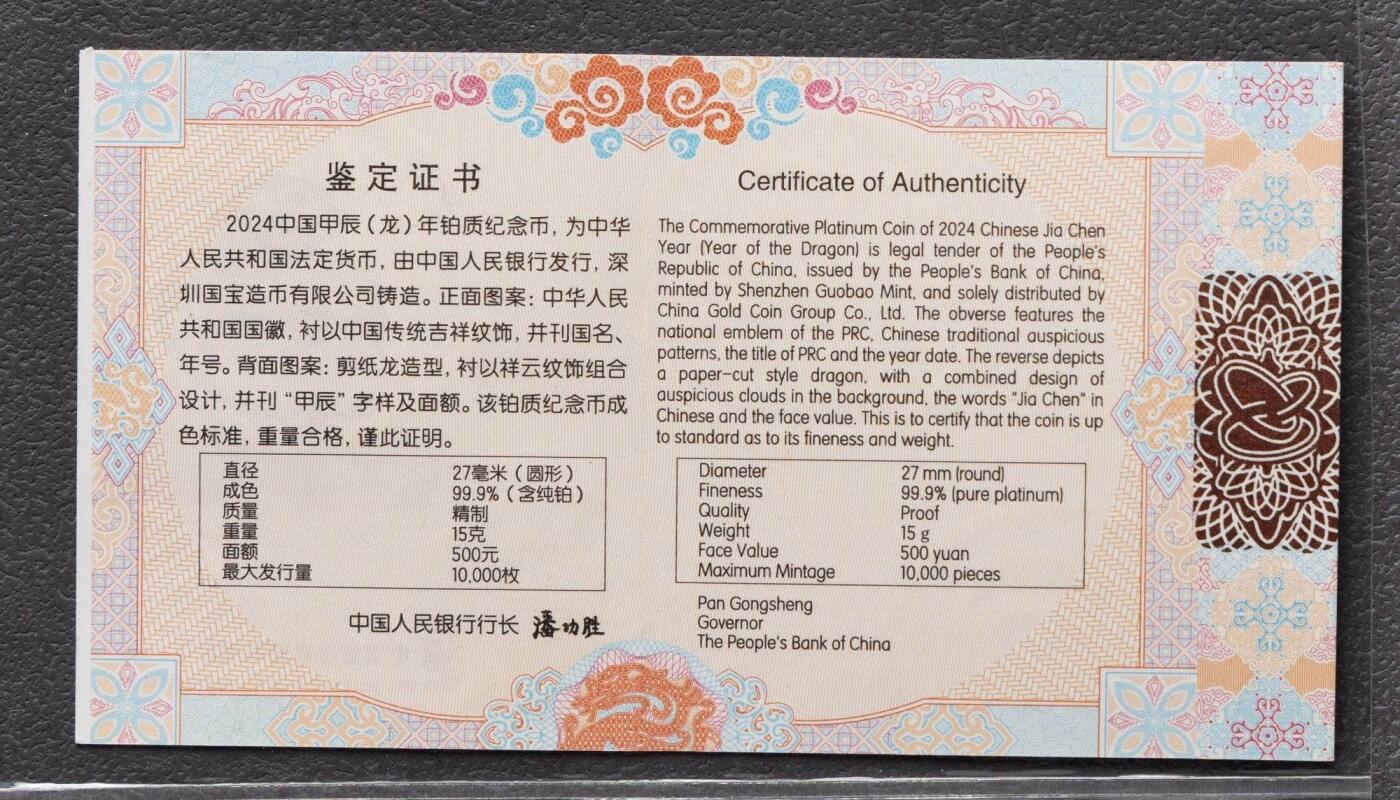 鉴定证书
2024中国甲辰（龙）年铂质纪念币，为中华
人民共和国法定货币，由中国人民银行发行，深
圳国宝造币有限公司铸造。正面图案：中华人民
共和国国徽，衬以中国传统吉祥纹饰，并刊国名、
年号。背面图案：剪纸龙造型，衬以祥云纹饰组合
设计，并刊“甲辰”字样及面额。该铂质纪念币成
色标准，重量合格，谨此证明。
直径 27毫米（圆形）
成色 99.9%（含纯铂）
质量 精制
重量 15克
面额 500元
最大发行量 10,000枚
中国人民银行行长 潘功胜
Certificate of Authenticity
The Commemorative Platinum Coin of 2024 Chinese Jia Chen
Year (Year of the Dragon) is legal tender of the People's
Republic of China, issued by the People's Bank of China,
minted by Shenzhen Guobao Mint, and solely distributed by
China Gold Coin Group Co., Ltd. The obverse features the
national emblem of the PRC, Chinese traditional auspicious
patterns, the title of PRC and the year date. The reverse depicts
a paper-cut style dragon, with a combined design of
auspicious clouds in the background, the words "Jia Chen" in
Chinese and the face value. This is to certify that the coin is up
to standard as to its fineness and weight.
Diameter 27 mm (round)
Fineness 99.9% (pure platinum)
Quality Proof
Weight 15 g
Face Value 500 yuan
Maximum Mintage 10,000 pieces
Pan Gongsheng
Governor
The People's Bank of China